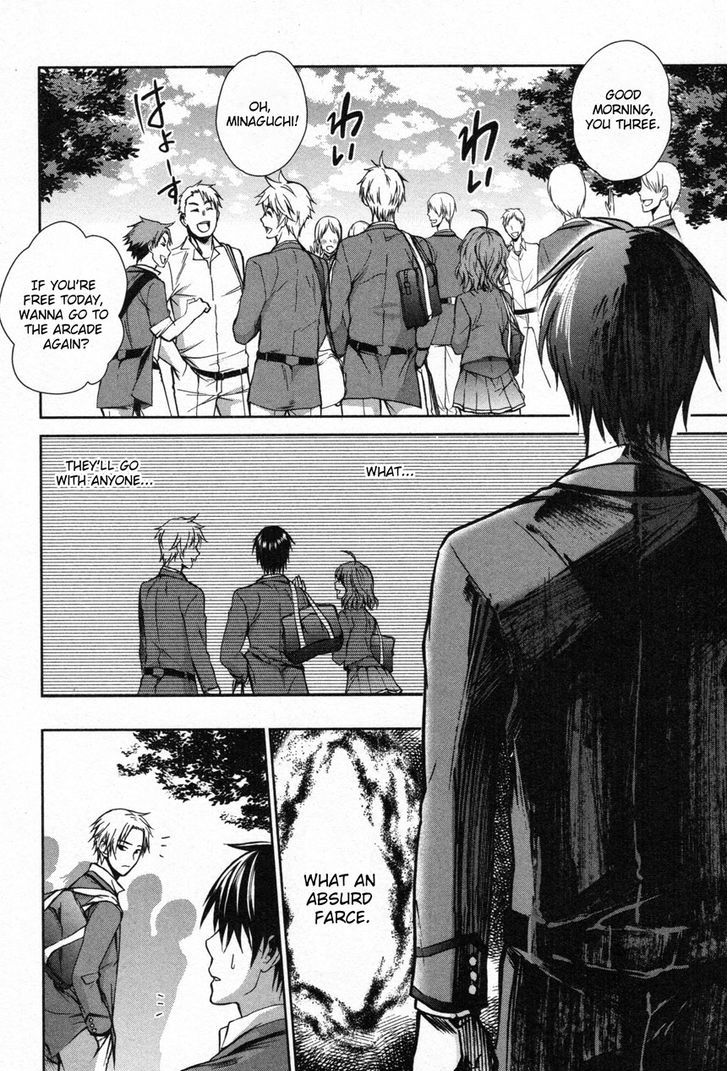 GOOD
MORNING,
YOU THREE.
わい
わい
OH,
MINAGUCHI!
はよーす
IF YOU'RE
FREE TODAY,
WANNA GO TO
THE ARCADE
AGAIN?
WHAT...
THEY'LL GO
WITH ANYONE...
WHAT AN
ABSURD
FARCE.